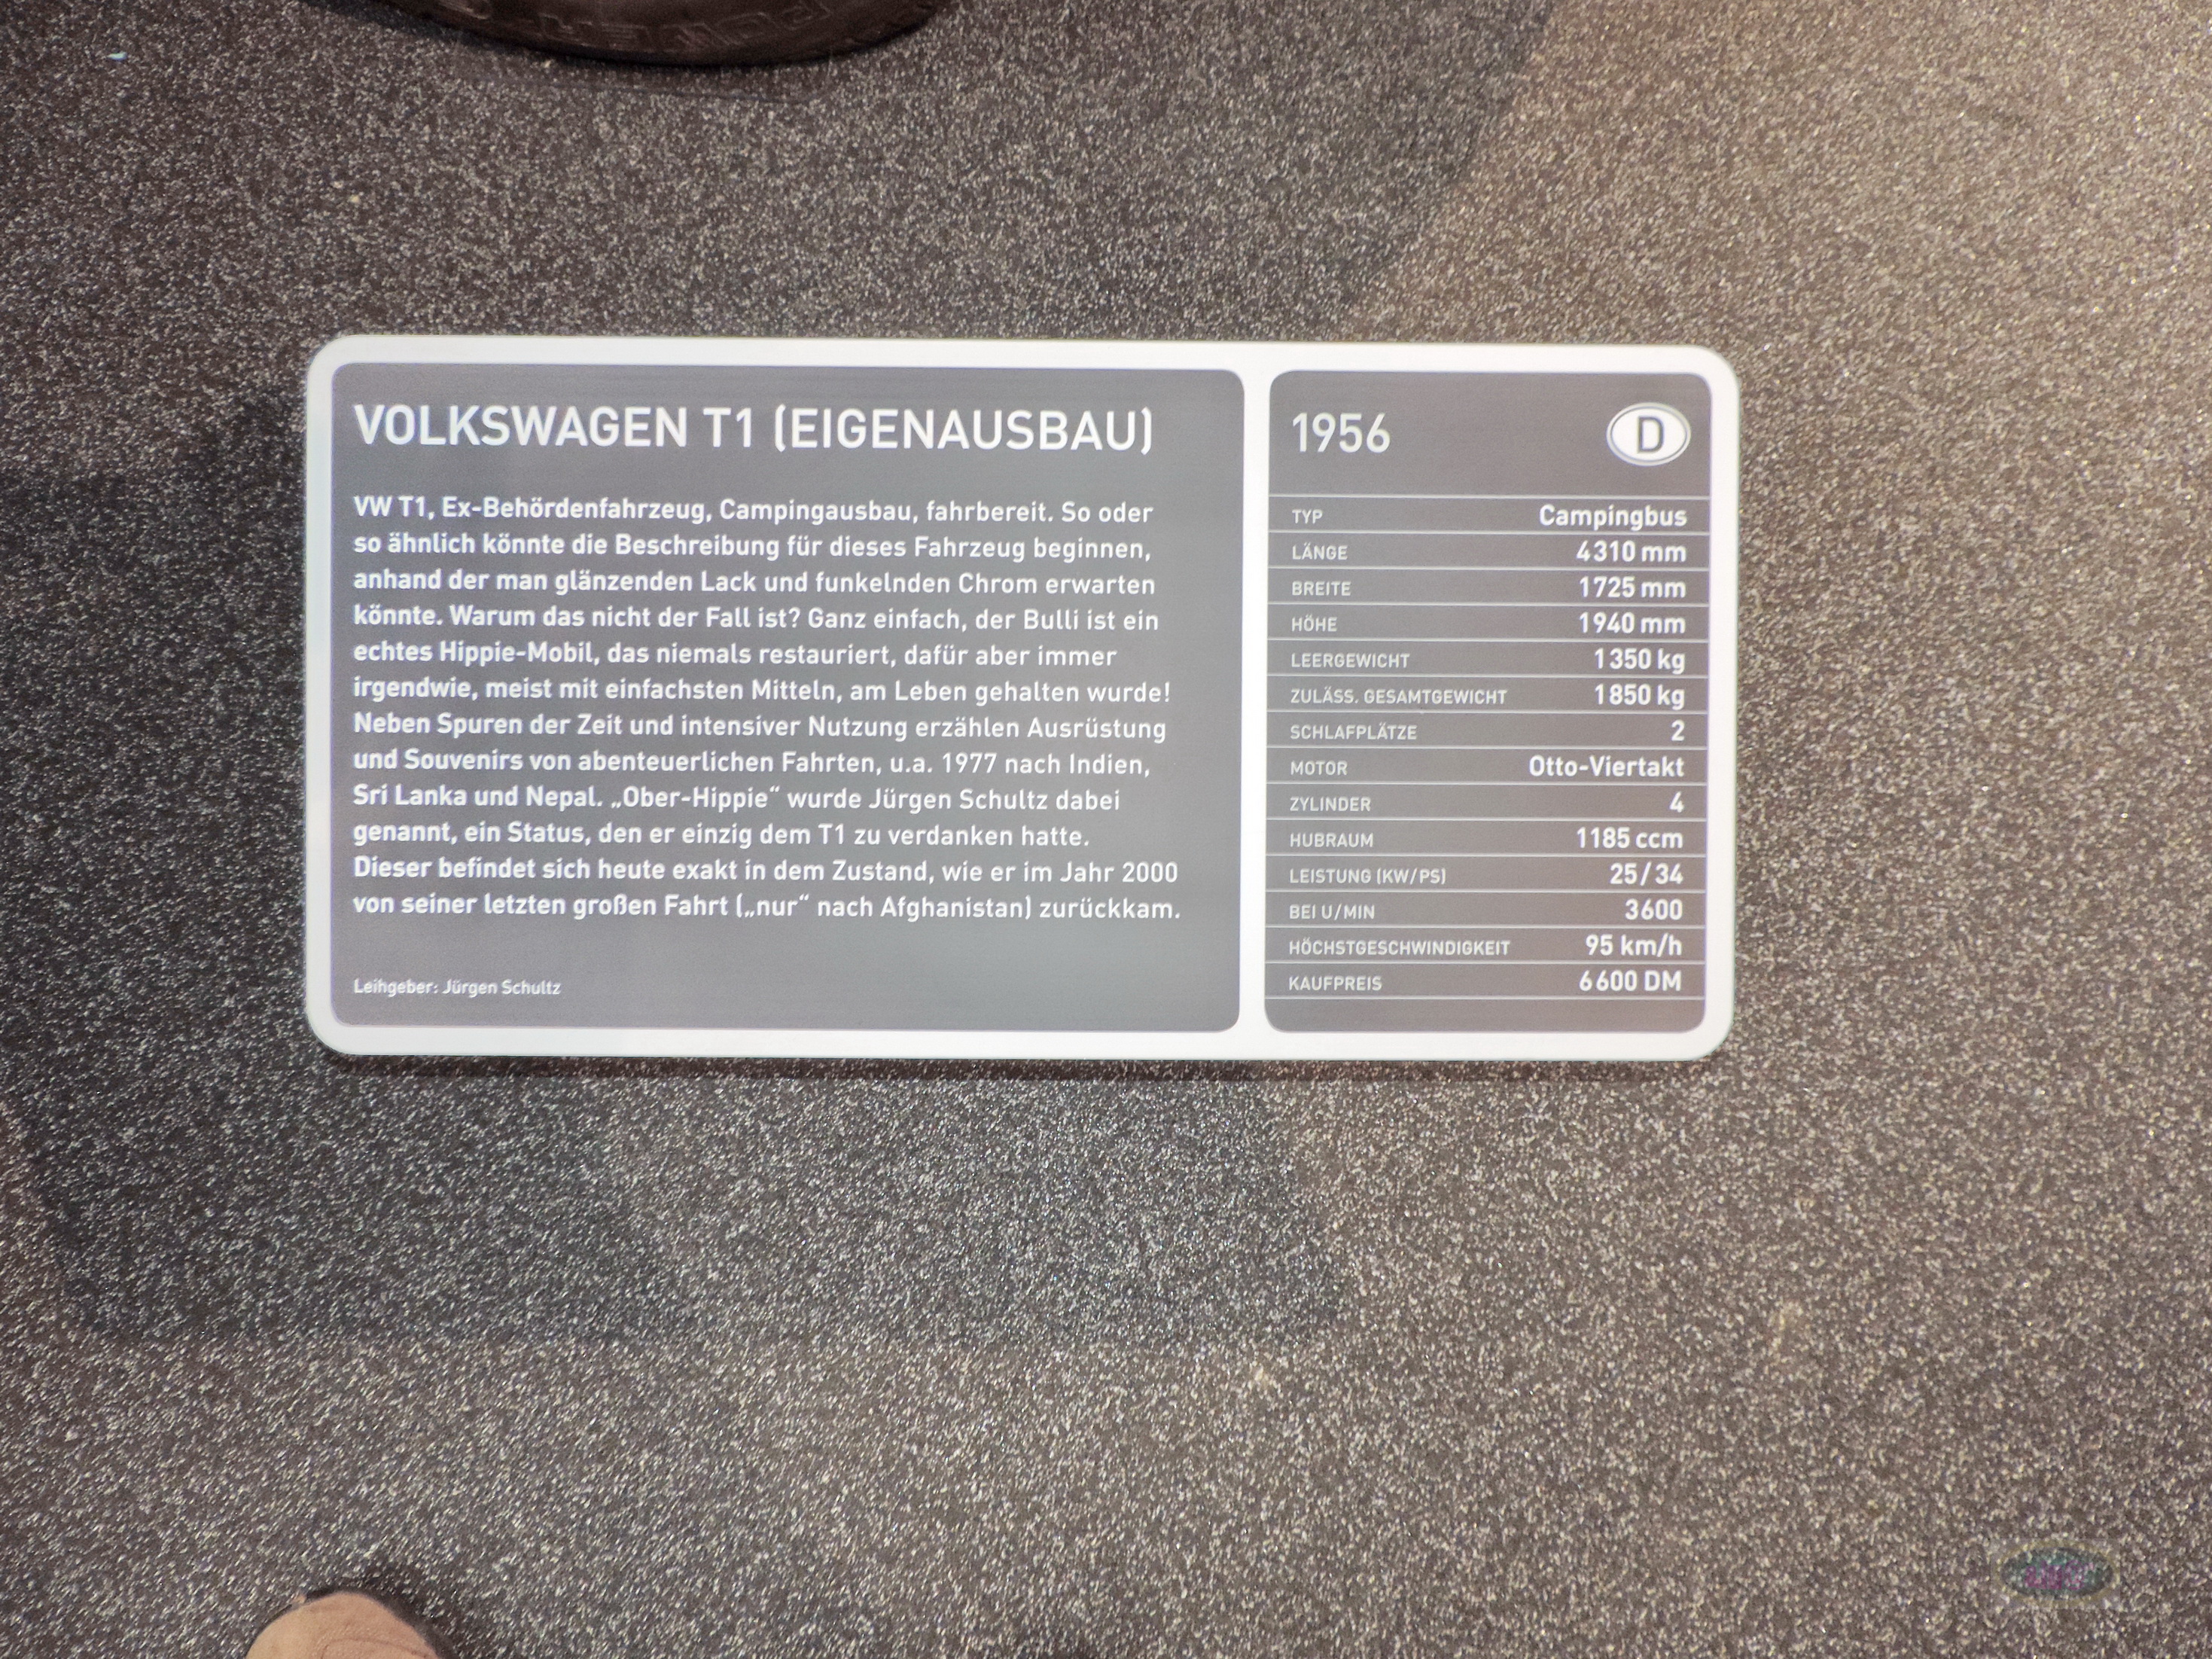 VOLKSWAGEN T1 (EIGENAUSBAU)
VW T1, Ex-Behördenfahrzeug, Campingausbau, fahrbereit. So oder
so ähnlich könnte die Beschreibung für dieses Fahrzeug beginnen,
anhand der man glänzenden Lack und funkelnden Chrom erwarten
könnte. Warum das nicht der Fall ist? Ganz einfach, der Bulli ist ein
echtes Hippie-Mobil, das niemals restauriert, dafür aber immer
irgendwie, meist mit einfachsten Mitteln, am Leben gehalten wurde!
Neben Spuren der Zeit und intensiver Nutzung erzählen Ausrüstung
und Souvenirs von abenteuerlichen Fahrten, u.a. 1977 nach Indien,
Sri Lanka und Nepal. „Ober-Hippie“ wurde Jürgen Schultz dabei
genannt, ein Status, den er einzig dem T1 zu verdanken hatte.
Dieser befindet sich heute exakt in dem Zustand, wie er im Jahr 2000
von seiner letzten großen Fahrt („nur“ nach Afghanistan) zurückkam.
Leihgeber: Jürgen Schultz
1956 D
TYP Campingbus
LÄNGE 4310 mm
BREITE 1725 mm
HÖHE 1940 mm
LEERGEWICHT 1350 kg
ZULÄSS. GESAMTGEWICHT 1850 kg
SCHLAFPLÄTZE 2
MOTOR Otto-Viertakt
ZYLINDER 4
HUBRAUM 1185 ccm
LEISTUNG (KW/PS) 25/34
BEI U/MIN 3600
HÖCHSTGESCHWINDIGKEIT 95 km/h
KAUFPREIS 6600 DM